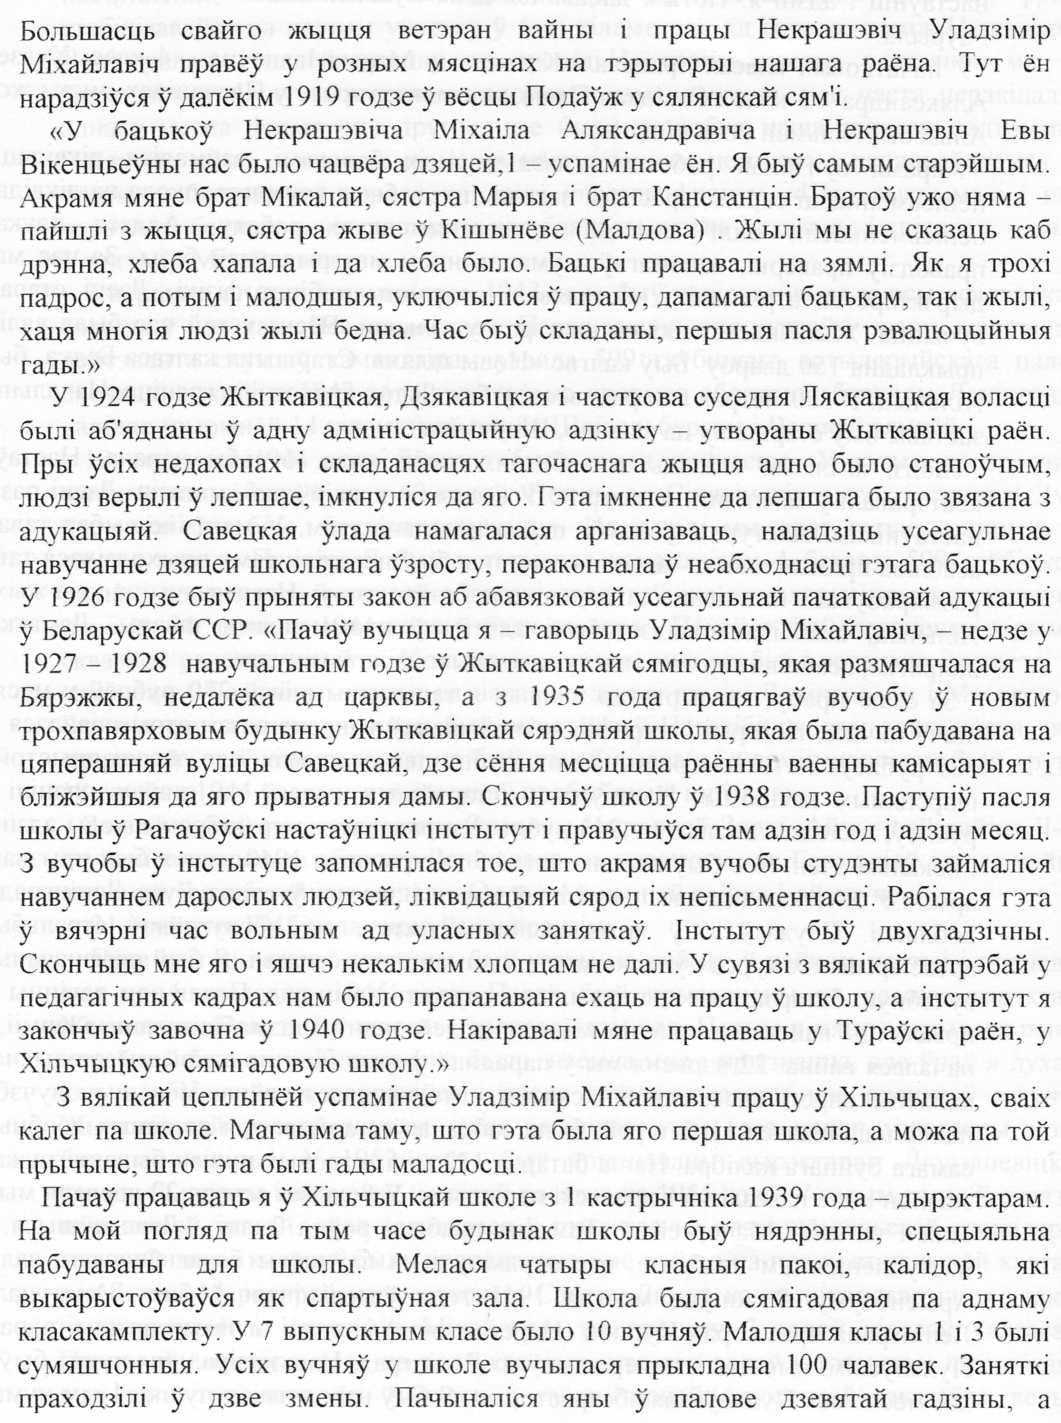 Большасць свайго жыцця ветэран вайны і працы Некрашэвіч Уладзімір
Міхайлавіч правёў у розных мясцінах на тэрыторыі нашага раёна. Тут ён
нарадзіўся ў далёкім 1919 годзе ў вёсцы Подаўж у сялянскай сям'і.
«У бацькоў Некрашэвіча Міхаіла Аляксандравіча і Некрашэвіч Евы
Вікенцьеўны нас было чацвёра дзяцей,1 – успамінае ён. Я быў самым старэйшым.
Акрамя мяне брат Мікалай, сястра Марыя і брат Канстанцін. Братоў ужо няма –
пайшлі з жыцця, сястра жыве ў Кішынёве (Малдова) . Жылі мы не сказаць каб
дрэнна, хлеба хапала і да хлеба было. Бацькі працавалі на зямлі. Як я трохі
падрос, а потым і малодшыя, уключыліся ў працу, дапамагалі бацькам, так і жылі,
хаця многія людзі жылі бедна. Час быў складаны, першыя пасля рэвалюцыйныя
гады.»
У 1924 годзе Жыткавіцкая, Дзякавіцкая і часткова суседня Ляскавіцкая воласці
былі аб'яднаны ў адну адміністрацыйную адзінку – утвораны Жыткавіцкі раён.
Пры ўсіх недахопах і складанасцях тагочаснага жыцця адно было станоўчым,
людзі верылі ў лепшае, імкнуліся да яго. Гэта імкненне да лепшага было звязана з
адукацыяй. Савецкая ўлада намагалася арганізаваць, наладзіць усеагульнае
навучанне дзяцей школьнага ўзросту, пераконвала ў неабходнасці гэтага бацькоў.
У 1926 годзе быў прыняты закон аб абавязковай усеагульнай пачатковай адукацыі
ў Беларускай ССР. «Пачаў вучыцца я – гаворыць Уладзімір Міхайлавіч, – недзе у
1927 – 1928 навучальным годзе ў Жыткавіцкай сямігодцы, якая размяшчалася на
Бярэжжы, недалёка ад царквы, а з 1935 года працягваў вучобу ў новым
трохпавярховым будынку Жыткавіцкай сярэдняй школы, якая была пабудавана на
цяперашняй вуліцы Савецкай, дзе сёння месціцца раённы ваенны камісарыят і
бліжэйшыя да яго прыватныя дамы. Скончыў школу ў 1938 годзе. Паступіў пасля
школы ў Рагачоўскі настаўніцкі інстытут і правучыўся там адзін год і адзін месяц.
З вучобы ў інстытуце запомнілася тое, што акрамя вучобы студэнты займаліся
навучаннем дарослых людзей, ліквідацыяй сярод іх непісьменнасці. Рабілася гэта
ў вячэрні час вольным ад уласных заняткаў. Інстытут быў двухгадзічны.
Скончыць мне яго і яшчэ некалькім хлопцам не далі. У сувязі з вялікай патрэбай у
педагагічных кадрах нам было прапанавана ехаць на працу ў школу, а інстытут я
закончыў завочна ў 1940 годзе. Накіравалі мяне працаваць у Тураўскі раён, у
Хільчыцкую сямігадовую школу.»
З вялікай цеплынёй успамінае Уладзімір Міхайлавіч працу ў Хільчыцах, сваіх
калег па школе. Магчыма таму, што гэта была яго першая школа, а можа па той
прычыне, што гэта былі гады маладосці.
Пачаў працаваць я ў Хільчыцкай школе з 1 кастрычніка 1939 года – дырэктарам.
На мой погляд па тым часе будынак школы быў нядрэнны, спецыяльна
пабудаваны для школы. Мелася чатыры класныя пакоі, калідор, які
выкарыстоўваўся як спартыўная зала. Школа была сямігадовая па аднаму
класакамплекту. У 7 выпускным класе было 10 вучняў. Малодшя класы 1 і 3 былі
сумяшчонныя. Усіх вучняў у школе вучылася прыкладна 100 чалавек. Заняткі
праходзілі ў дзве змены. Пачыналіся яны ў палове дзевятай гадзіны, а